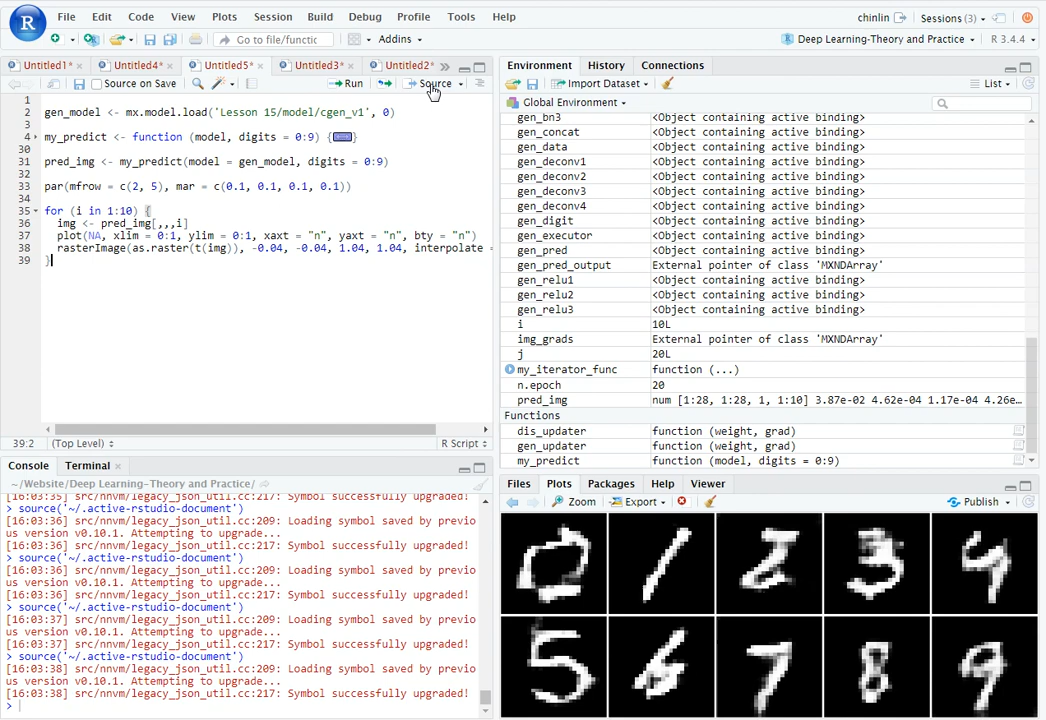 File Edit Code View Plots Session Build Debug Profile Tools Help
chinlin Sessions (3)
Go to file/functic Addins
Deep Learning-Theory and Practice R 3.4.4
Untitled1* Untitled4* Untitled5* Untitled3* Untitled2*
Source on Save Run Source
1
2 gen_model <- mx.model.load('Lesson 15/model/cgen_v1', 0)
3
4 my_predict <- function (model, digits = 0:9) {
30
31 pred_img <- my_predict(model = gen_model, digits = 0:9)
32
33 par(mfrow = c(2, 5), mar = c(0.1, 0.1, 0.1, 0.1))
34
35 for (i in 1:10) {
36 img <- pred_img[,,,i]
37 plot(NA, xlim = 0:1, ylim = 0:1, xaxt = "n", yaxt = "n", bty = "n")
38 rasterImage(as.raster(t(img)), -0.04, -0.04, 1.04, 1.04, interpolate =
39 }
39:2 (Top Level) R Script
Console Terminal
~/Website/Deep Learning-Theory and Practice/
[16:03:35] src/nnvm/legacy_json_util.cc:217: Symbol successfully upgraded!
> source('~/.active-rstudio-document')
[16:03:36] src/nnvm/legacy_json_util.cc:209: Loading symbol saved by previo
us version v0.10.1. Attempting to upgrade...
[16:03:36] src/nnvm/legacy_json_util.cc:217: Symbol successfully upgraded!
> source('~/.active-rstudio-document')
[16:03:36] src/nnvm/legacy_json_util.cc:209: Loading symbol saved by previo
us version v0.10.1. Attempting to upgrade...
[16:03:36] src/nnvm/legacy_json_util.cc:217: Symbol successfully upgraded!
> source('~/.active-rstudio-document')
[16:03:37] src/nnvm/legacy_json_util.cc:209: Loading symbol saved by previo
us version v0.10.1. Attempting to upgrade...
[16:03:37] src/nnvm/legacy_json_util.cc:217: Symbol successfully upgraded!
> source('~/.active-rstudio-document')
[16:03:38] src/nnvm/legacy_json_util.cc:209: Loading symbol saved by previo
us version v0.10.1. Attempting to upgrade...
[16:03:38] src/nnvm/legacy_json_util.cc:217: Symbol successfully upgraded!
>
Environment History Connections
Import Dataset List
Global Environment
gen_bn3 <Object containing active binding>
gen_concat <Object containing active binding>
gen_data <Object containing active binding>
gen_deconv1 <Object containing active binding>
gen_deconv2 <Object containing active binding>
gen_deconv3 <Object containing active binding>
gen_deconv4 <Object containing active binding>
gen_digit <Object containing active binding>
gen_executor <Object containing active binding>
gen_pred <Object containing active binding>
gen_pred_output External pointer of class 'MXNDArray'
gen_relu1 <Object containing active binding>
gen_relu2 <Object containing active binding>
gen_relu3 <Object containing active binding>
i 10L
img_grads External pointer of class 'MXNDArray'
j 20L
my_iterator_func function (...)
n.epoch 20
pred_img num [1:28, 1:28, 1, 1:10] 3.87e-02 4.62e-04 1.17e-04 4.26e…
Functions
dis_updater function (weight, grad)
gen_updater function (weight, grad)
my_predict function (model, digits = 0:9)
Files Plots Packages Help Viewer
Zoom Export Publish
0 1 2 3 4
5 6 7 8 9